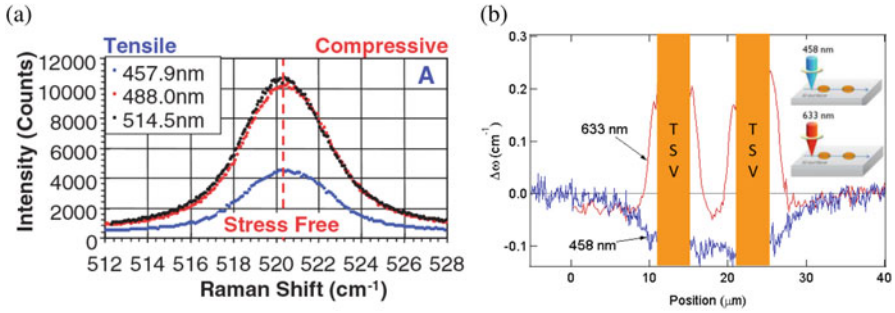 (a)
Tensile
Compressive
A
457.9nm
488.0nm
514.5nm
Stress Free
Intensity (Counts)
12000
10000
8000
6000
4000
2000
0
512 514 516 518 520 522 524 526 528
Raman Shift (cm-1)
(b)
458 nm
633 nm
633 nm
458 nm
TSV
TSV
Δω (cm-1)
0.3
0.2
0.1
0.0
-0.1
0 10 20 30 40
Position (μm)